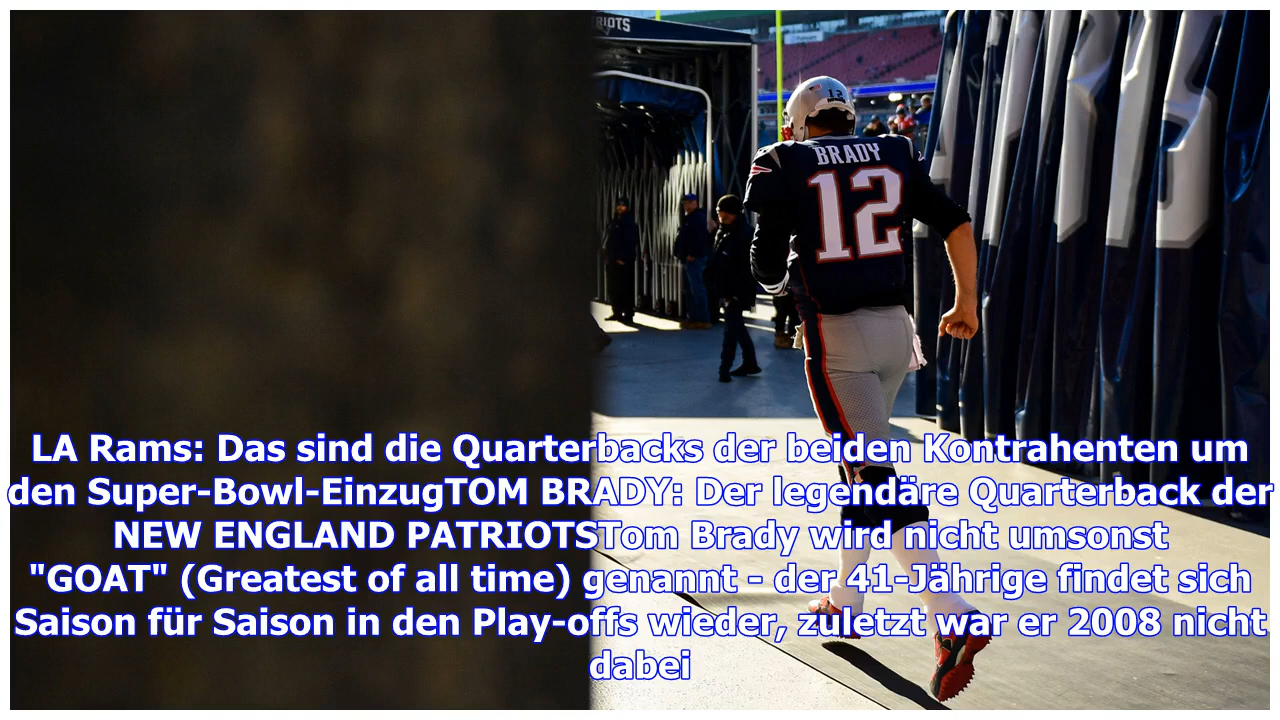 RIOTS
12
BRADY
12
LA Rams: Das sind die Quarterbacks der beiden Kontrahenten um
den Super-Bowl-EinzugTOM BRADY: Der legendäre Quarterback der
NEW ENGLAND PATRIOTSTom Brady wird nicht umsonst
"GOAT" (Greatest of all time) genannt - der 41-Jährige findet sich
Saison für Saison in den Play-offs wieder, zuletzt war er 2008 nicht
dabei